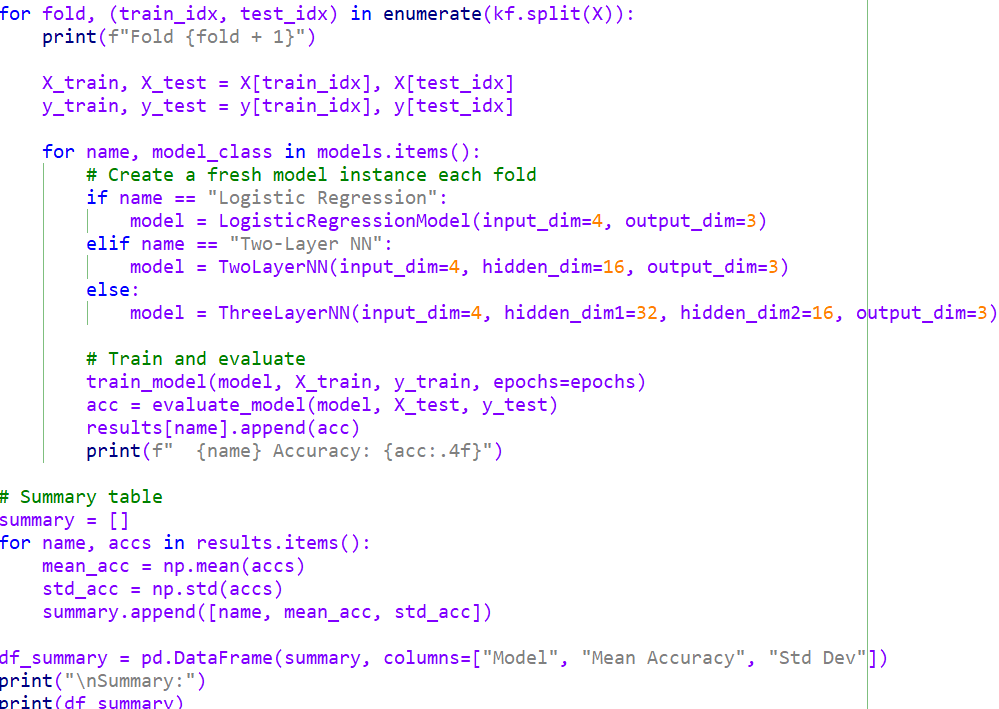 for fold, (train_idx, test_idx) in enumerate(kf.split(X)):
    print(f"Fold {fold + 1}")

    X_train, X_test = X[train_idx], X[test_idx]
    y_train, y_test = y[train_idx], y[test_idx]

    for name, model_class in models.items():
        # Create a fresh model instance each fold
        if name == "Logistic Regression":
            model = LogisticRegressionModel(input_dim=4, output_dim=3)
        elif name == "Two-Layer NN":
            model = TwoLayerNN(input_dim=4, hidden_dim=16, output_dim=3)
        else:
            model = ThreeLayerNN(input_dim=4, hidden_dim1=32, hidden_dim2=16, output_dim=3)

        # Train and evaluate
        train_model(model, X_train, y_train, epochs=epochs)
        acc = evaluate_model(model, X_test, y_test)
        results[name].append(acc)
        print(f"  {name} Accuracy: {acc:.4f}")

# Summary table
summary = []
for name, accs in results.items():
    mean_acc = np.mean(accs)
    std_acc = np.std(accs)
    summary.append([name, mean_acc, std_acc])

df_summary = pd.DataFrame(summary, columns=["Model", "Mean Accuracy", "Std Dev"])
print("\nSummary:")
print(df_summary)